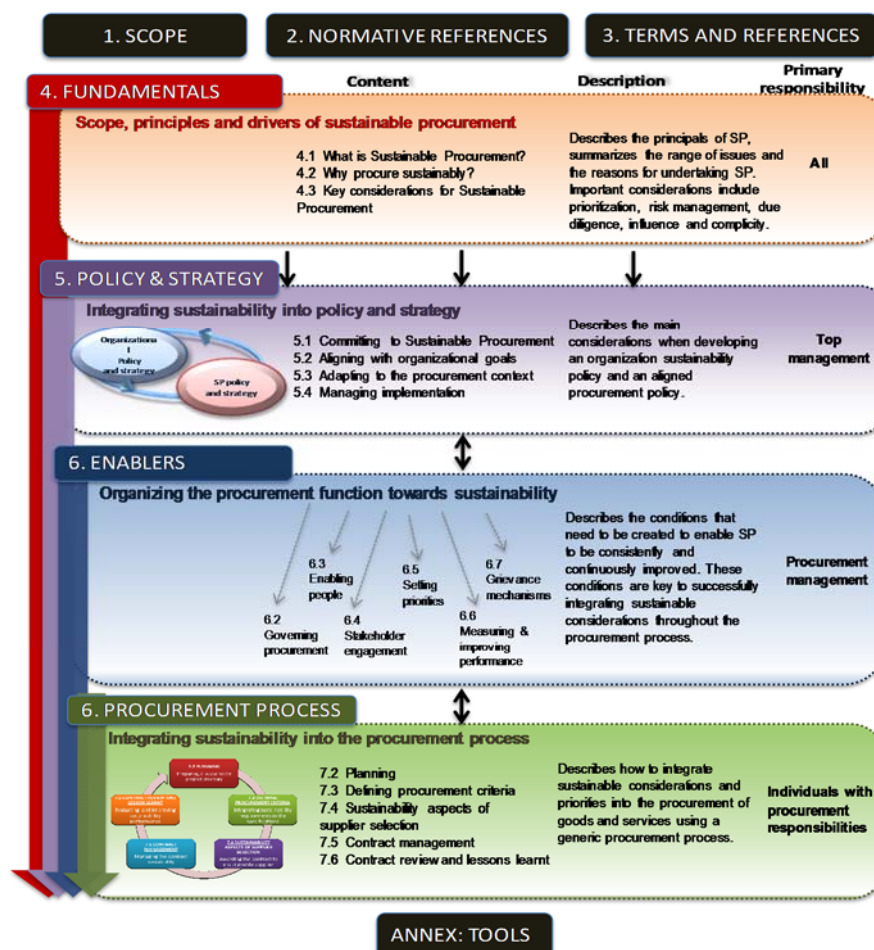 1. SCOPE
2. NORMATIVE REFERENCES
3. TERMS AND REFERENCES
Content
Description
Primary
responsibility
4. FUNDAMENTALS
Scope, principles and drivers of sustainable procurement
4.1 What is Sustainable Procurement?
4.2 Why procure sustainably?
4.3 Key considerations for Sustainable
Procurement
Describes the principals of SP,
summarizes the range of issues and
the reasons for undertaking SP.
Important considerations include
prioritization, risk management, due
diligence, influence and complicity.
All
5. POLICY & STRATEGY
Integrating sustainability into policy and strategy
Organizationa
l
Policy
and strategy
SP policy
and strategy
5.1 Committing to Sustainable Procurement
5.2 Aligning with organizational goals
5.3 Adapting to the procurement context
5.4 Managing implementation
Describes the main
considerations when developing
an organization sustainability
policy and an aligned
procurement policy.
Top
management
6. ENABLERS
Organizing the procurement function towards sustainability
6.3
Enabling
people
6.5
Setting
priorities
6.7
Grievance
mechanisms
6.2
Governing
procurement
6.4
Stakeholder
engagement
6.6
Measuring &
improving
performance
Describes the conditions that
need to be created to enable SP
to be consistently and
continuously improved. These
conditions are key to successfully
integrating sustainable
considerations throughout the
procurement process.
Procurement
management
6. PROCUREMENT PROCESS
Integrating sustainability into the procurement process
7.2 Planning
7.3 Defining procurement criteria
7.4 Sustainability aspects of
supplier selection
7.5 Contract management
7.6 Contract review and lessons learnt
Describes how to integrate
sustainable considerations and
priorities into the procurement of
goods and services using a
generic procurement process.
Individuals with
procurement
responsibilities
ANNEX: TOOLS